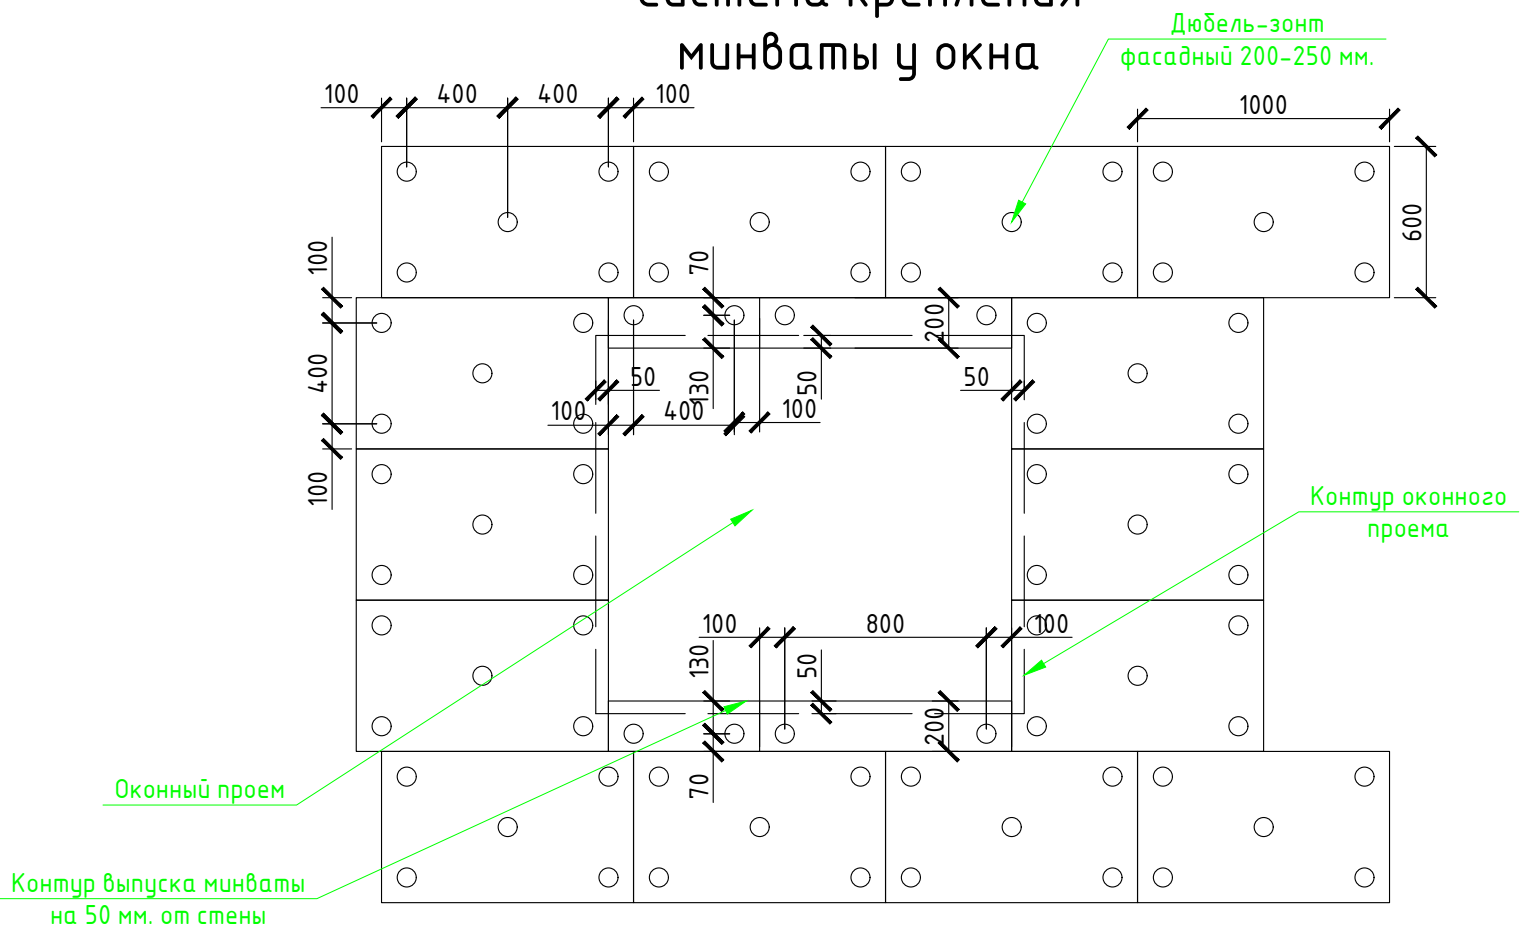 система крепления
минваты у окна
Дюбель-зонт
фасадный 200-250 мм.
100
400
400
100
1000
600
100
400
100
70
130
200
50
50
50
100
400
100
Контур оконного
проема
100
800
100
130
50
200
70
Оконный проем
Контур выпуска минваты
на 50 мм. от стены